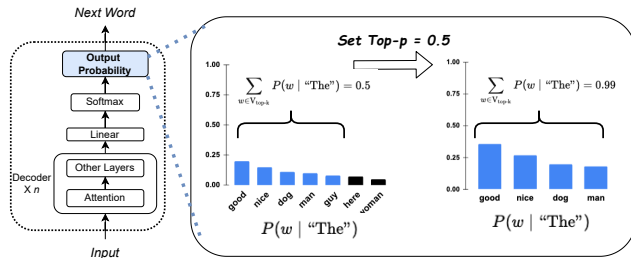 Next Word
Output
Probability
Softmax
Linear
Decoder
X n
Other Layers
Attention
Input
Set Top-p = 0.5
∑ P(w | “The”) = 0.5
w∈V_top-k
1.00
0.75
0.50
0.25
0.00
good nice dog man guy here woman
P(w | “The”)
∑ P(w | “The”) = 0.99
w∈V_top-k
1.00
0.75
0.50
0.25
0.00
good nice dog man
P(w | “The”)